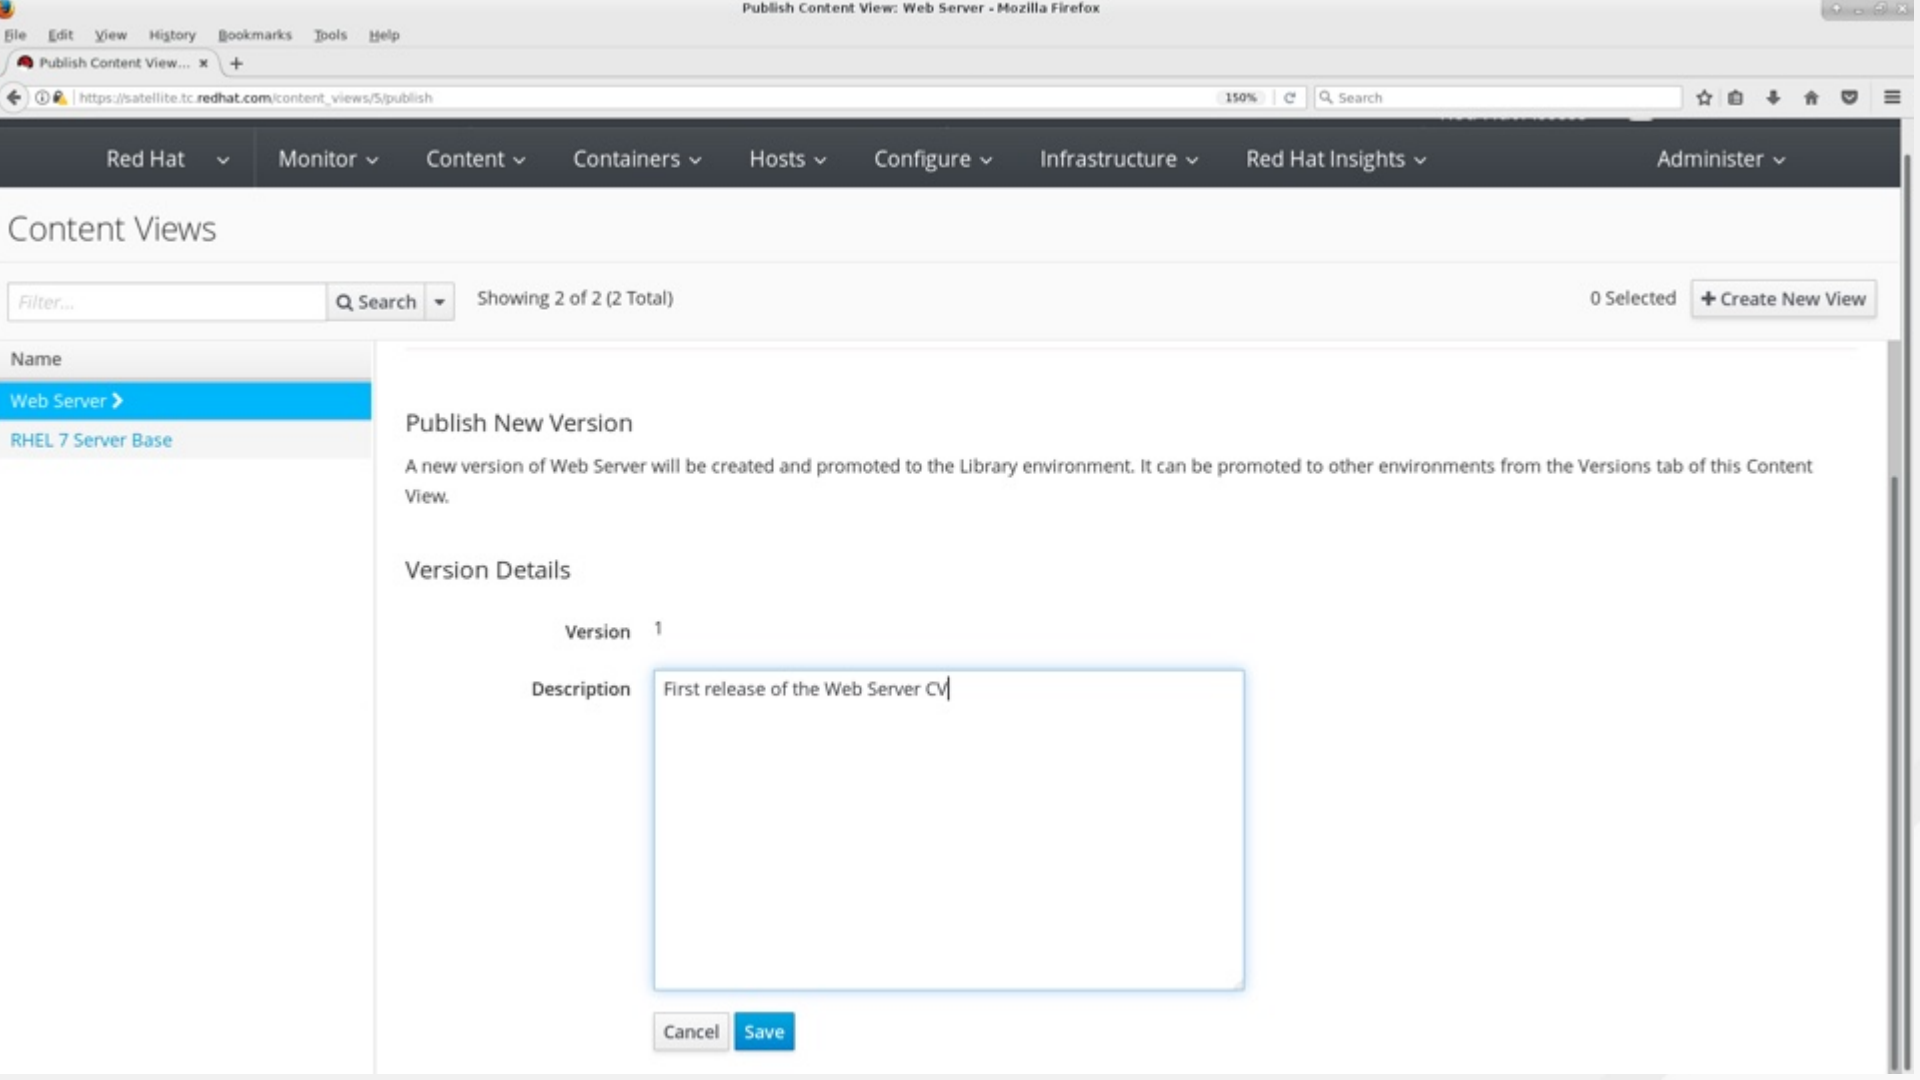 Publish Content View: Web Server - Mozilla Firefox
File Edit View History Bookmarks Tools Help
Publish Content View... × +
https://satellite.tc.redhat.com/content_views/5/publish 150% Search
Red Hat Monitor Content Containers Hosts Configure Infrastructure Red Hat Insights Administer
Content Views
Filter... Search Showing 2 of 2 (2 Total) 0 Selected + Create New View
Name
Web Server
RHEL 7 Server Base
Publish New Version
A new version of Web Server will be created and promoted to the Library environment. It can be promoted to other environments from the Versions tab of this Content
View.
Version Details
Version 1
Description First release of the Web Server CV
Cancel Save